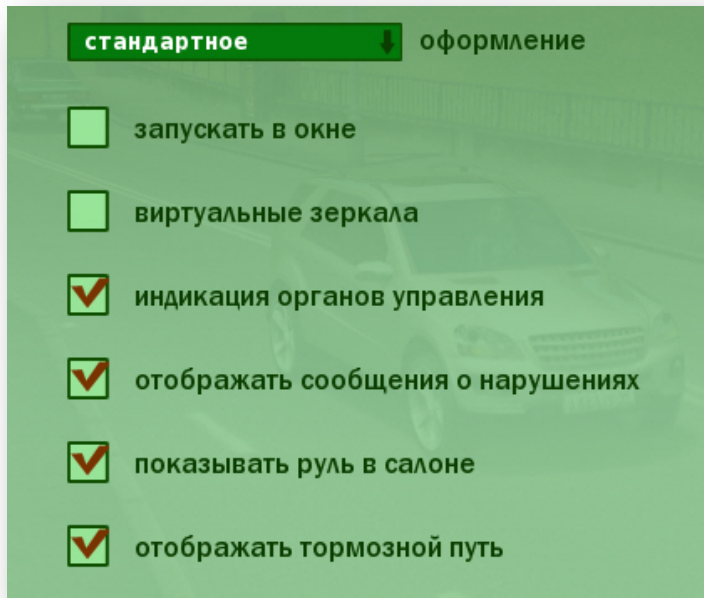 стандартное оформление
запускать в окне
виртуальные зеркала
индикация органов управления
отображать сообщения о нарушениях
показывать руль в салоне
отображать тормозной путь